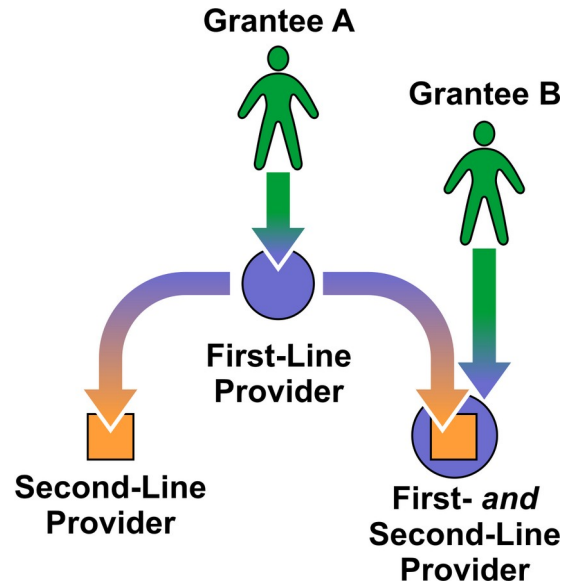 Grantee A
Grantee B
First-Line
Provider
Second-Line
Provider
First- and
Second-Line
Provider